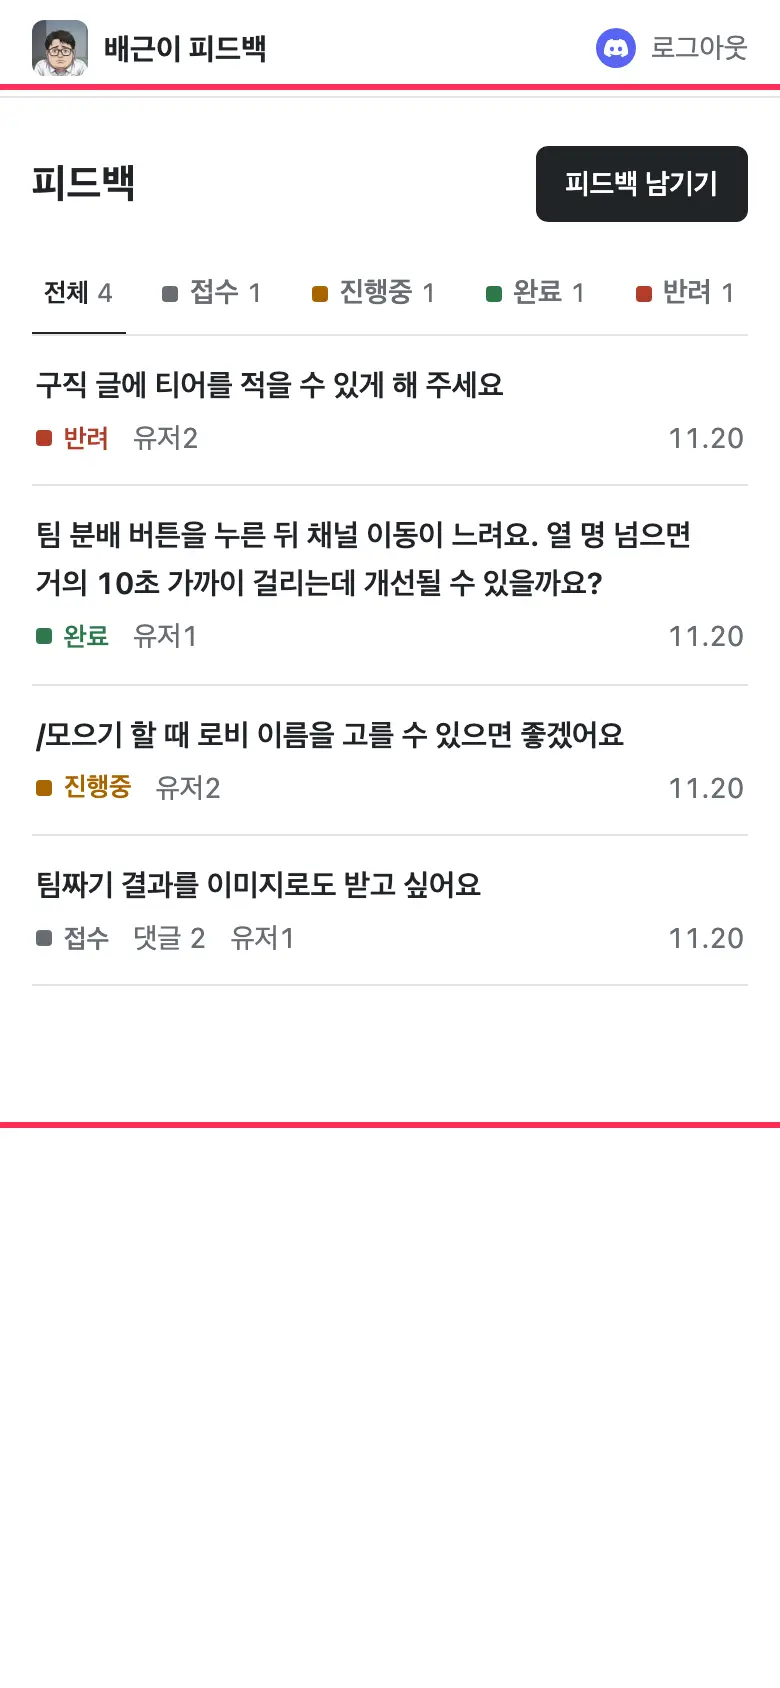 배근이 피드백
로그아웃
피드백
피드백 남기기
전체 4
접수 1
진행중 1
완료 1
반려 1
구직 글에 티어를 적을 수 있게 해 주세요
반려 유저2 11.20
팀 분배 버튼을 누른 뒤 채널 이동이 느려요. 열 명 넘으면
거의 10초 가까이 걸리는데 개선될 수 있을까요?
완료 유저1 11.20
/모으기 할 때 로비 이름을 고를 수 있으면 좋겠어요
진행중 유저2 11.20
팀짜기 결과를 이미지로도 받고 싶어요
접수 댓글 2 유저1 11.20